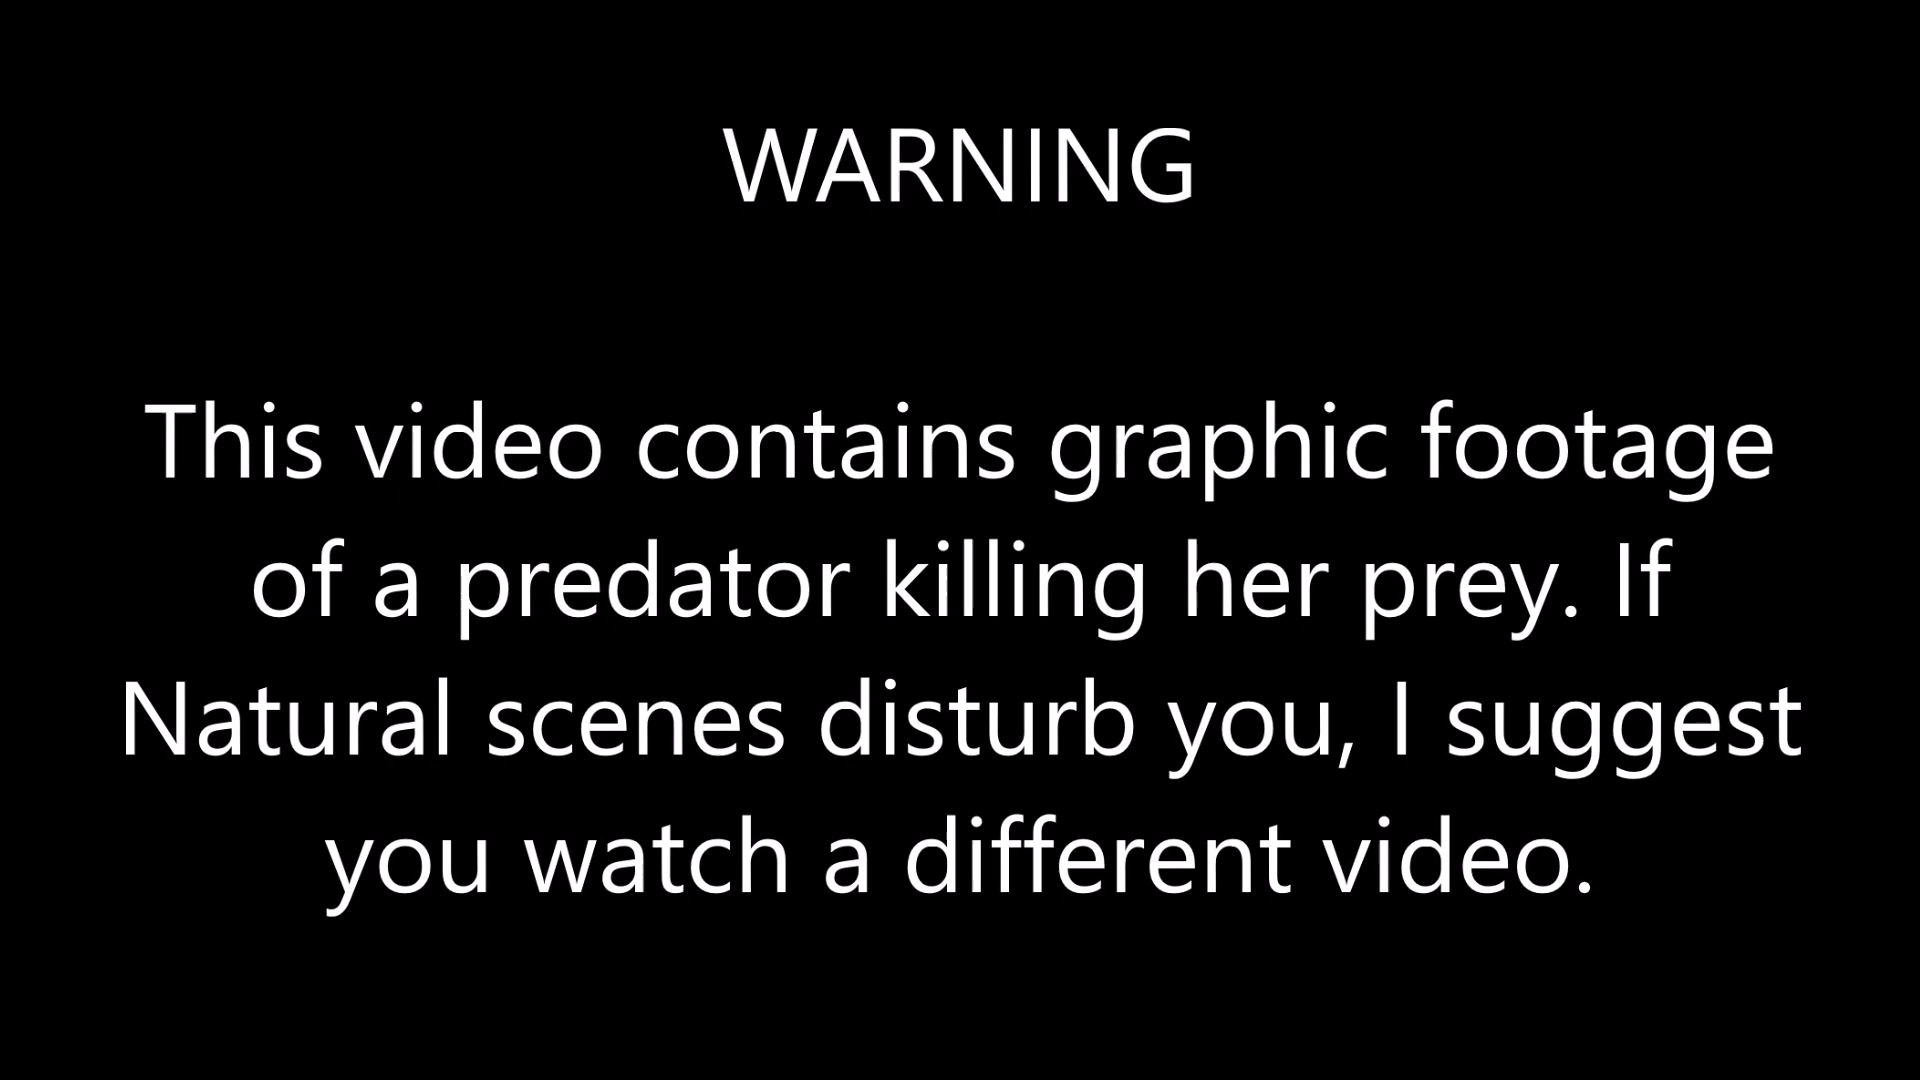 WARNING
This video contains graphic footage
of a predator killing her prey. If
Natural scenes disturb you, I suggest
you watch a different video.